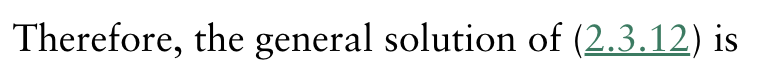 Therefore, the general solution of (2.3.12) is